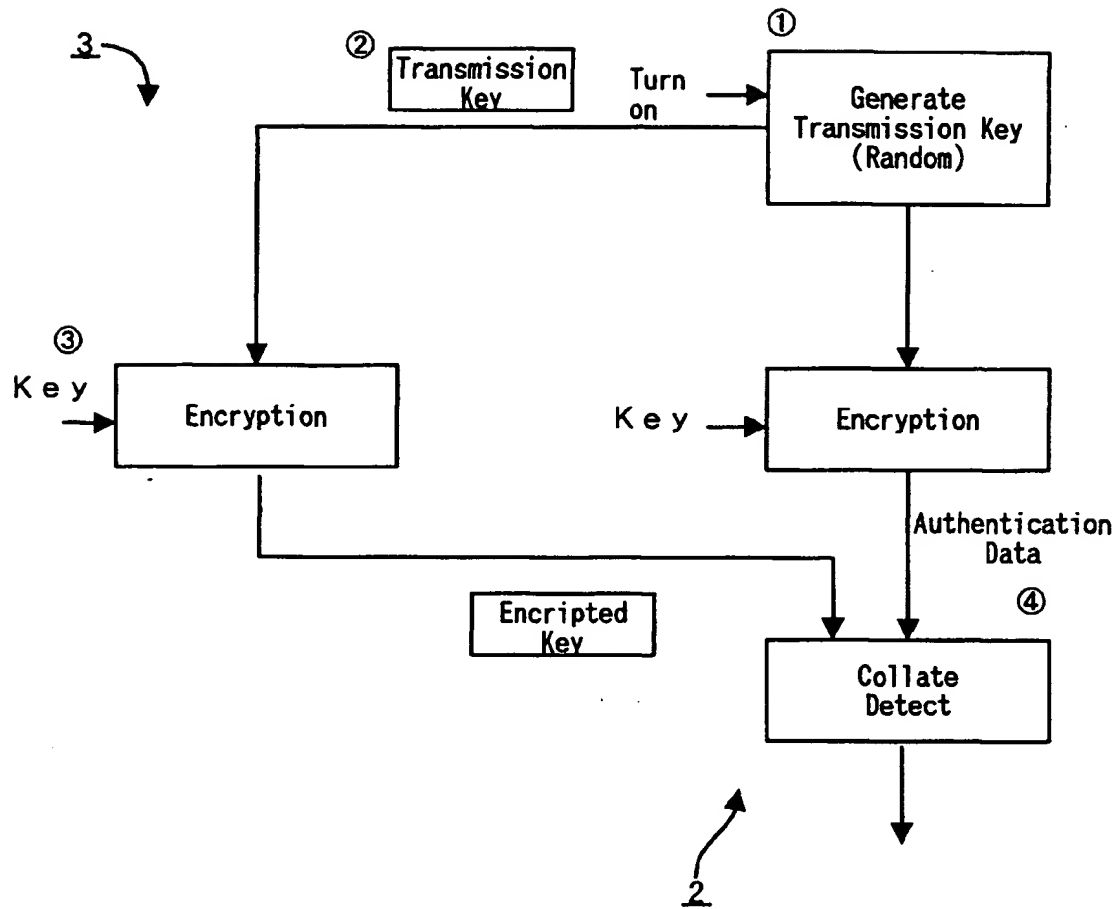 ①
3
②
Transmission
Key
Turn
on
Generate
Transmission Key
(Random)
③
Key
Encryption
Key
Encryption
Authentication
Data
Encripted
Key
④
Collate
Detect
2